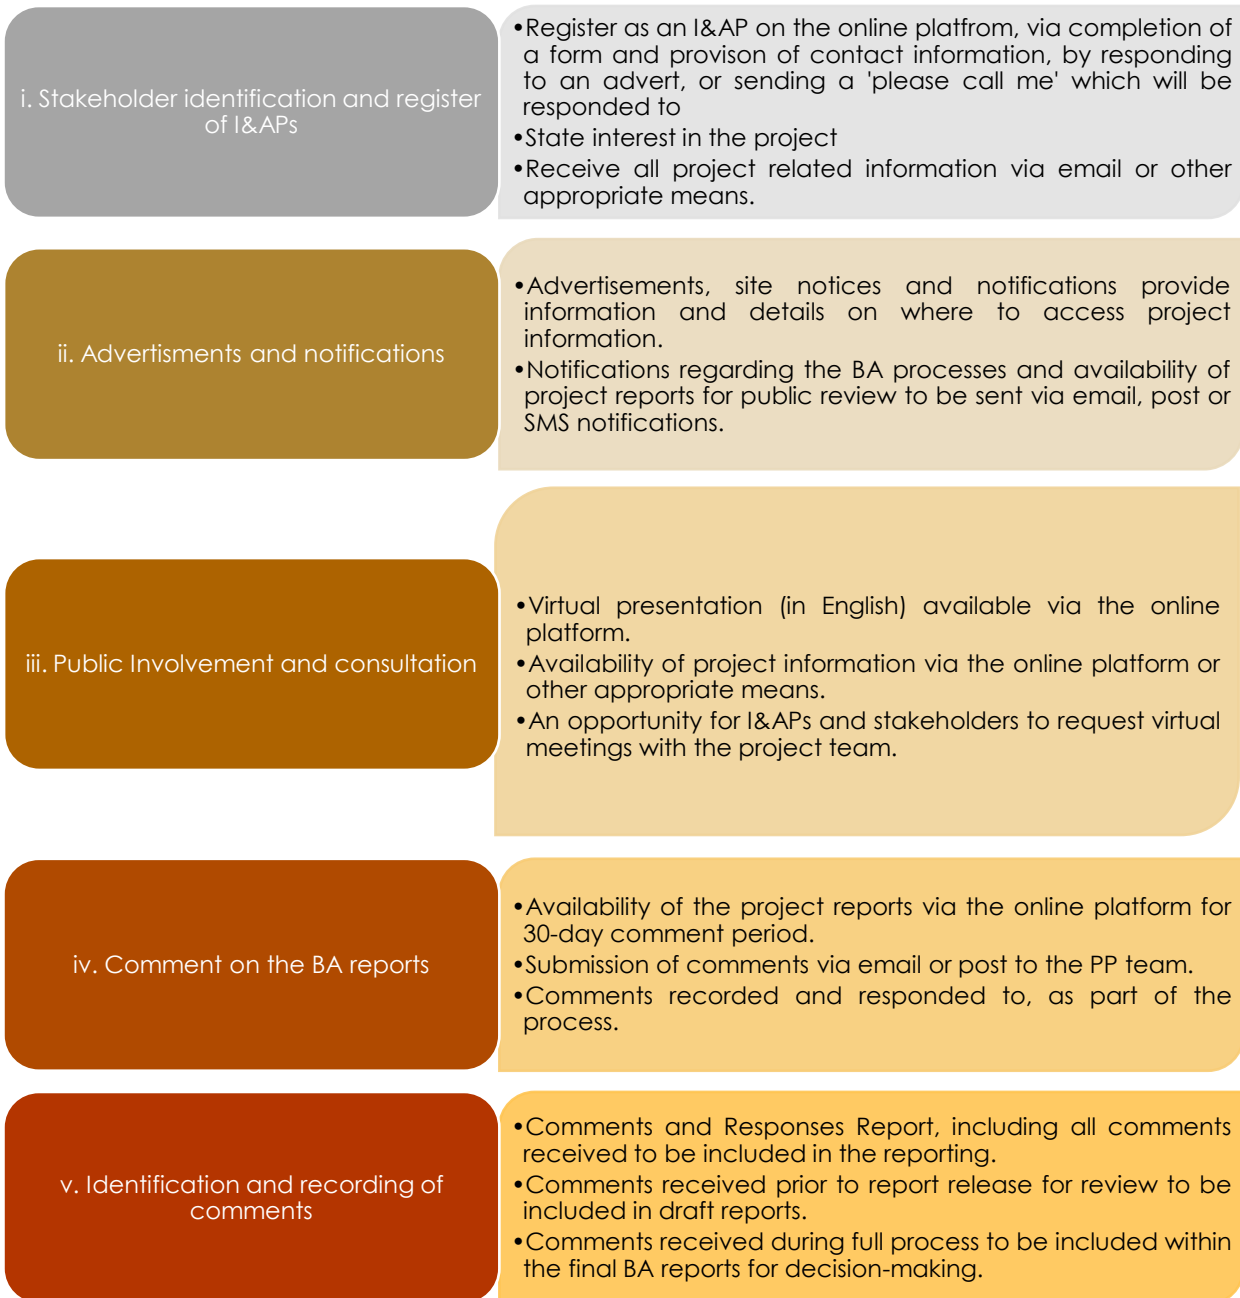 i. Stakeholder identification and register
of I&APs
•Register as an I&AP on the online platfrom, via completion of
a form and provison of contact information, by responding
to an advert, or sending a 'please call me' which will be
responded to
•State interest in the project
•Receive all project related information via email or other
appropriate means.
ii. Advertisments and notifications
•Advertisements, site notices and notifications provide
information and details on where to access project
information.
•Notifications regarding the BA processes and availability of
project reports for public review to be sent via email, post or
SMS notifications.
iii. Public Involvement and consultation
•Virtual presentation (in English) available via the online
platform.
•Availability of project information via the online platform or
other appropriate means.
•An opportunity for I&APs and stakeholders to request virtual
meetings with the project team.
iv. Comment on the BA reports
•Availability of the project reports via the online platform for
30-day comment period.
•Submission of comments via email or post to the PP team.
•Comments recorded and responded to, as part of the
process.
v. Identification and recording of
comments
•Comments and Responses Report, including all comments
received to be included in the reporting.
•Comments received prior to report release for review to be
included in draft reports.
•Comments received during full process to be included within
the final BA reports for decision-making.